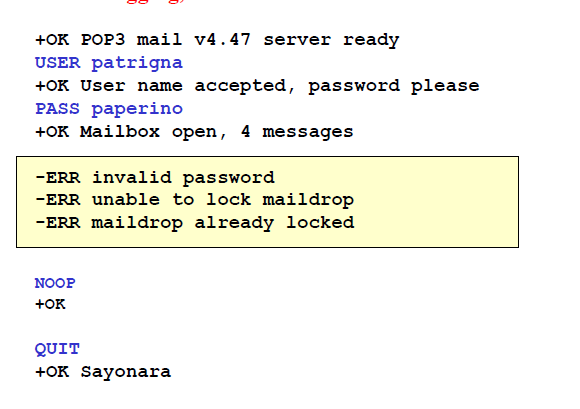 +OK POP3 mail v4.47 server ready
USER patrigna
+OK User name accepted, password please
PASS paperino
+OK Mailbox open, 4 messages
-ERR invalid password
-ERR unable to lock maildrop
-ERR maildrop already locked
NOOP
+OK
QUIT
+OK Sayonara